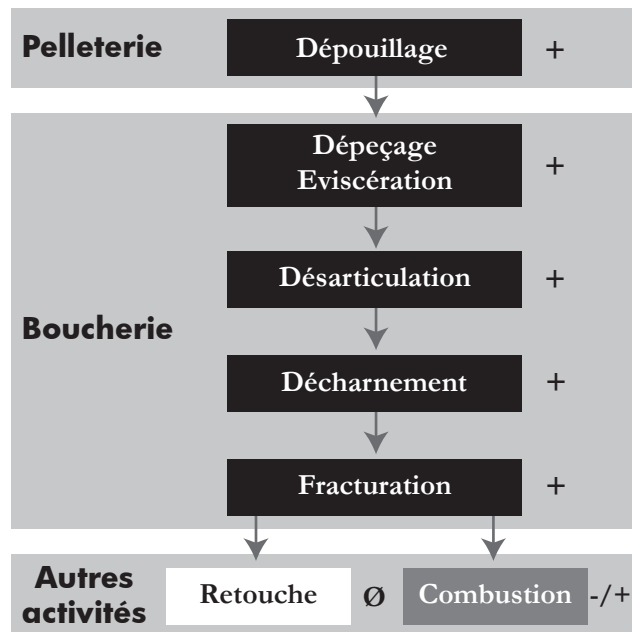 Pelleterie
Dépouillage +
Dépeçage
Eviscération +
Désarticulation +
Boucherie
Décharnement +
Fracturation +
Autres
activités
Retouche Ø Combustion -/+